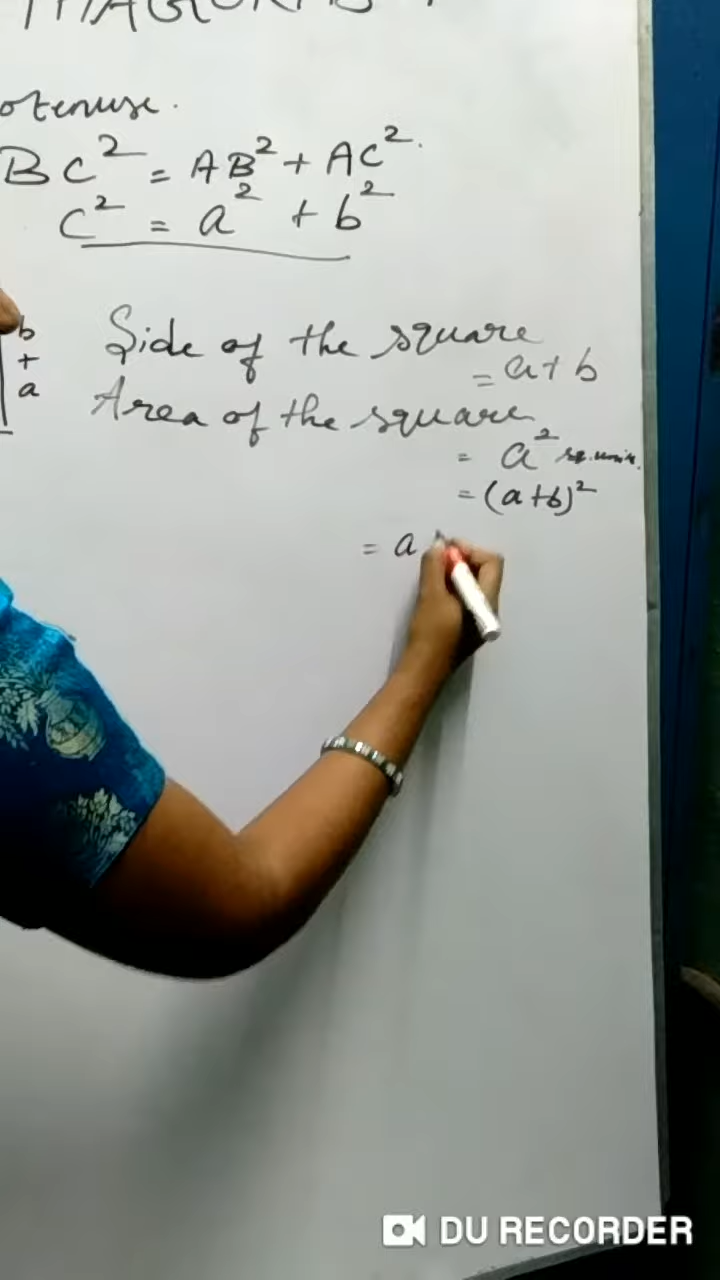 BC² = AB² + AC².
c² = a² + b²
b
+
a
Side of the square
= a + b
Area of the square
= a² sq.units.
= (a+b)²
= a
DU RECORDER